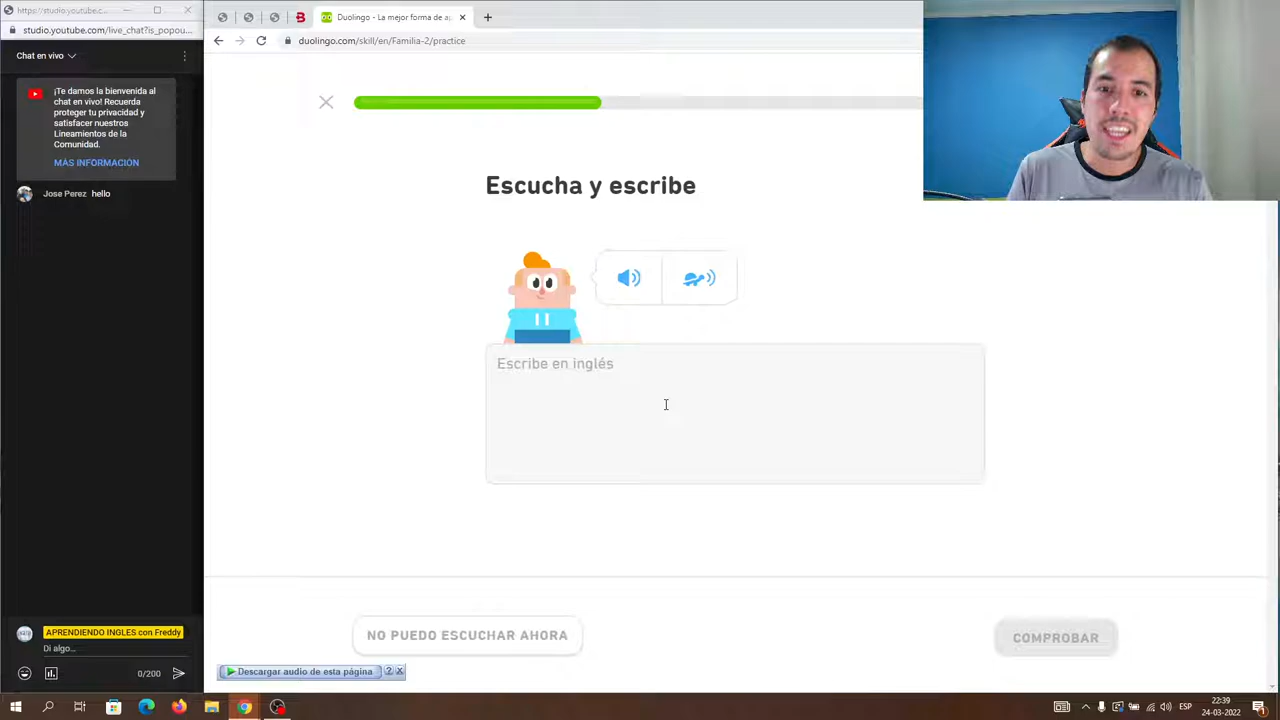 https://studio.youtube.c...
studio.youtube.com/live_chat?is_popou...
Chat en vivo
¡Te damos la bienvenida al
chat en vivo! Recuerda
proteger tu privacidad y
satisfacer nuestros
Lineamientos de la
Comunidad.
MÁS INFORMACIÓN
Jose Perez hello
APRENDIENDO INGLES con Freddy
Di algo...
0/200
Duolingo - La mejor forma de a
duolingo.com/skill/en/Familia-2/practice
Escucha y escribe
Escribe en inglés
NO PUEDO ESCUCHAR AHORA
COMPROBAR
Descargar audio de esta página
? X
ESP
22:39
24-03-2022